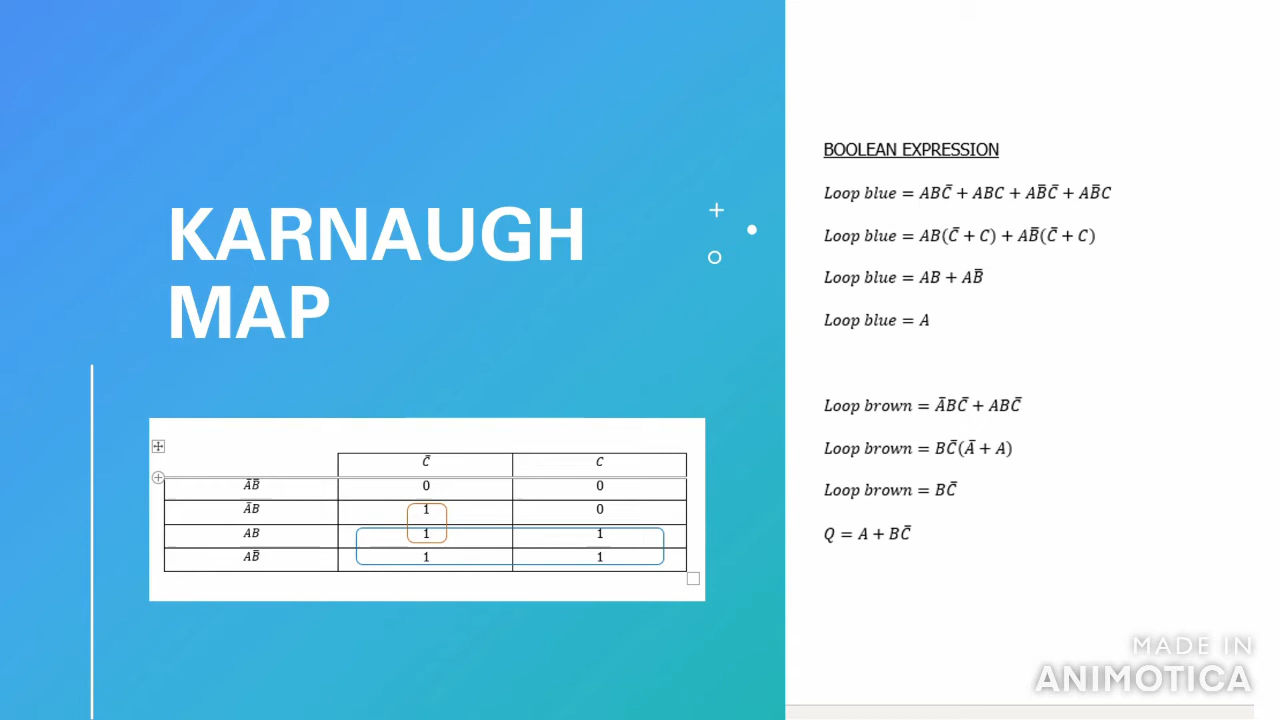 KARNAUGH
MAP
C̄ C
ĀB̄ 0 0
ĀB 1 0
AB 1 1
AB̄ 1 1
BOOLEAN EXPRESSION
Loop blue = ABC̄ + ABC + AB̄C̄ + AB̄C
Loop blue = AB(C̄ + C) + AB̄(C̄ + C)
Loop blue = AB + AB̄
Loop blue = A
Loop brown = ĀBC̄ + ABC̄
Loop brown = BC̄(Ā + A)
Loop brown = BC̄
Q = A + BC̄
MADE IN
ANIMOTICA